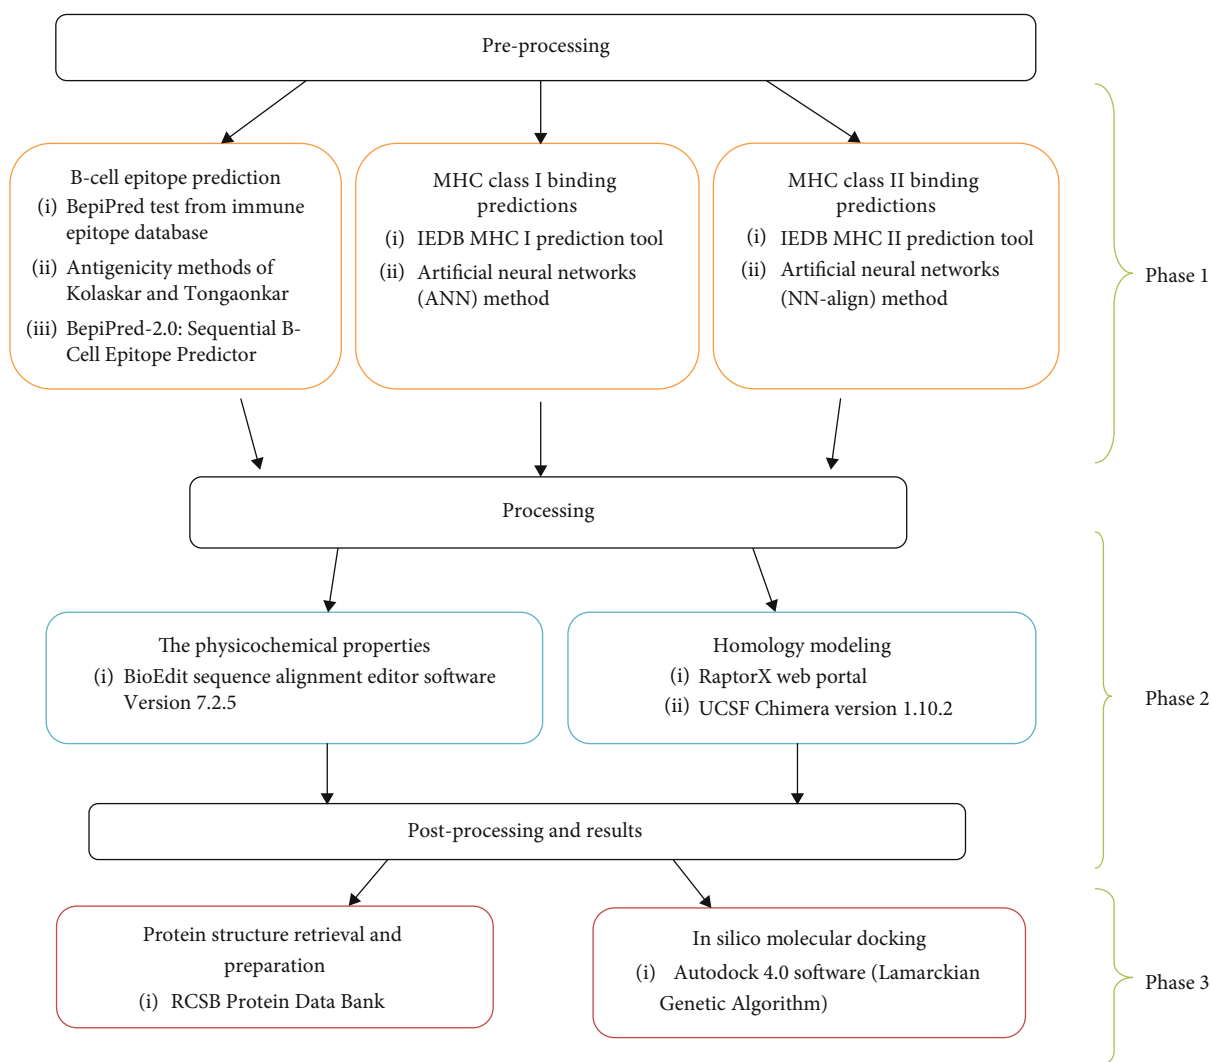 Pre-processing
B-cell epitope prediction
(i) BepiPred test from immune
epitope database
(ii) Antigenicity methods of
Kolaskar and Tongaonkar
(iii) BepiPred-2.0: Sequential B-
Cell Epitope Predictor
MHC class I binding
predictions
(i) IEDB MHC I prediction tool
(ii) Artificial neural networks
(ANN) method
MHC class II binding
predictions
(i) IEDB MHC II prediction tool
(ii) Artificial neural networks
(NN-align) method
Phase 1
Processing
The physicochemical properties
(i) BioEdit sequence alignment editor software
Version 7.2.5
Homology modeling
(i) RaptorX web portal
(ii) UCSF Chimera version 1.10.2
Phase 2
Post-processing and results
Protein structure retrieval and
preparation
(i) RCSB Protein Data Bank
In silico molecular docking
(i) Autodock 4.0 software (Lamarckian
Genetic Algorithm)
Phase 3